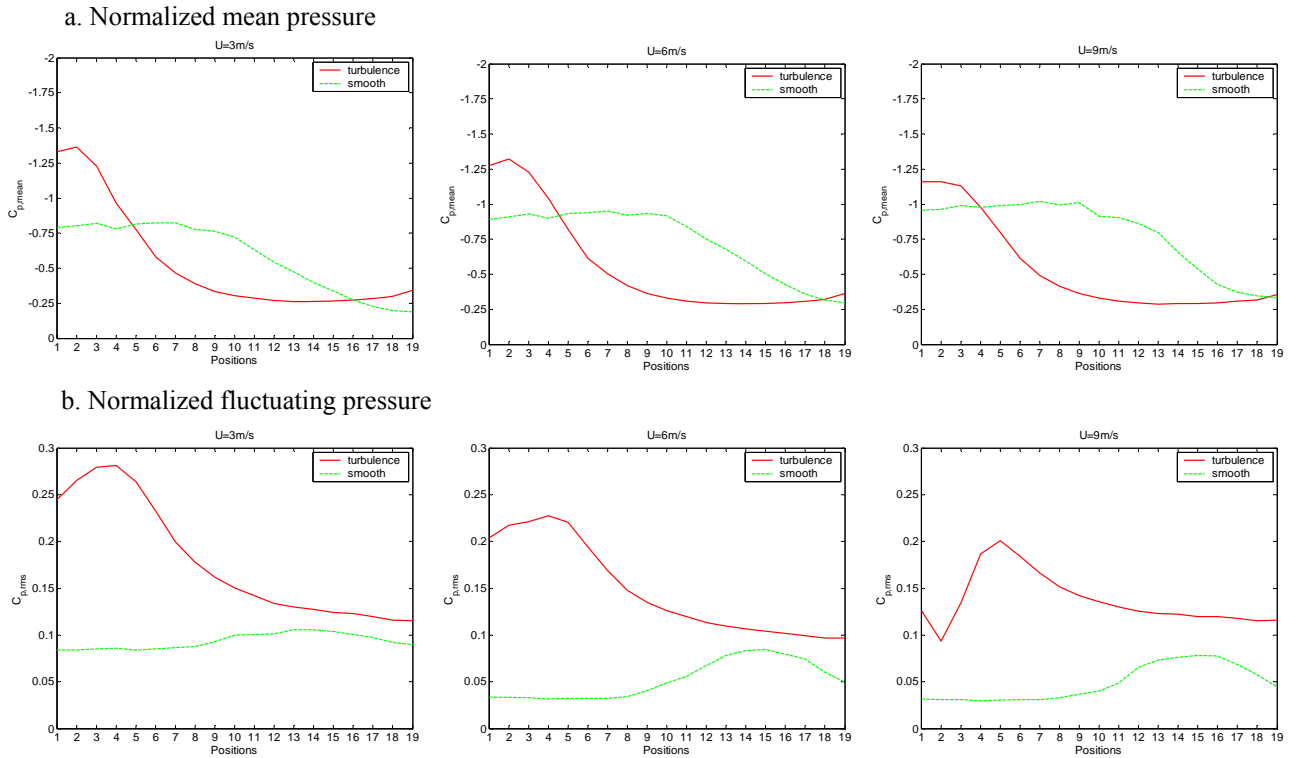 a. Normalized mean pressure
U=3m/s
-2
-1.75
-1.5
-1.25
-1
-0.75
-0.5
-0.25
0
C p,mean
turbulence
smooth
1 2 3 4 5 6 7 8 9 10 11 12 13 14 15 16 17 18 19
Positions
U=6m/s
-2
-1.75
-1.5
-1.25
-1
-0.75
-0.5
-0.25
0
C p,mean
turbulence
smooth
1 2 3 4 5 6 7 8 9 10 11 12 13 14 15 16 17 18 19
Positions
U=9m/s
-2
-1.75
-1.5
-1.25
-1
-0.75
-0.5
-0.25
0
C p,mean
turbulence
smooth
1 2 3 4 5 6 7 8 9 10 11 12 13 14 15 16 17 18 19
Positions
b. Normalized fluctuating pressure
U=3m/s
0.3
0.25
0.2
0.15
0.1
0.05
0
C p,rms
turbulence
smooth
1 2 3 4 5 6 7 8 9 10 11 12 13 14 15 16 17 18 19
Positions
U=6m/s
0.3
0.25
0.2
0.15
0.1
0.05
0
C p,rms
turbulence
smooth
1 2 3 4 5 6 7 8 9 10 11 12 13 14 15 16 17 18 19
Positions
U=9m/s
0.3
0.25
0.2
0.15
0.1
0.05
0
C p,rms
turbulence
smooth
1 2 3 4 5 6 7 8 9 10 11 12 13 14 15 16 17 18 19
Positions